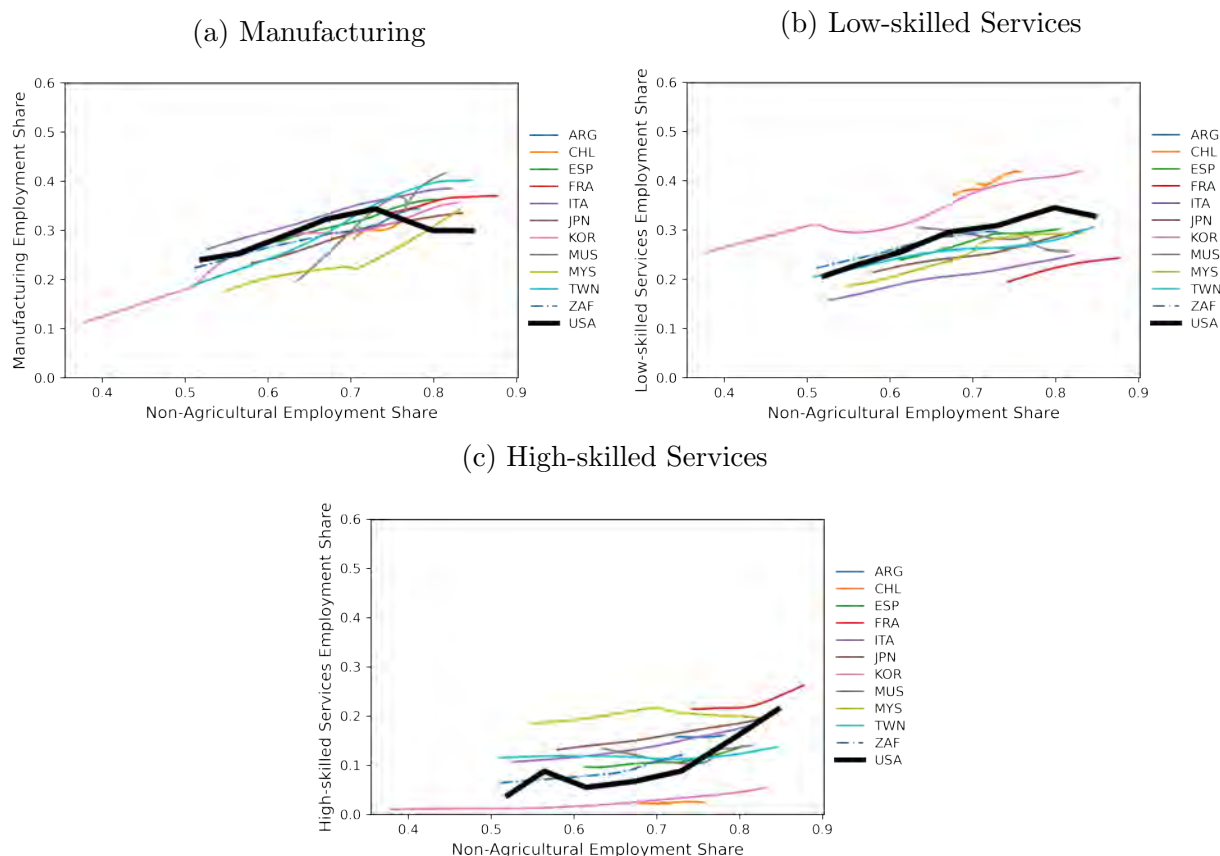 (a) Manufacturing
(b) Low-skilled Services
Manufacturing Employment Share
0.6
0.5
0.4
0.3
0.2
0.1
0.0
0.4 0.5 0.6 0.7 0.8 0.9
Non-Agricultural Employment Share
ARG
CHL
ESP
FRA
ITA
JPN
KOR
MUS
MYS
TWN
ZAF
USA
Low-skilled Services Employment Share
0.6
0.5
0.4
0.3
0.2
0.1
0.0
0.4 0.5 0.6 0.7 0.8 0.9
Non-Agricultural Employment Share
ARG
CHL
ESP
FRA
ITA
JPN
KOR
MUS
MYS
TWN
ZAF
USA
(c) High-skilled Services
High-skilled Services Employment Share
0.6
0.5
0.4
0.3
0.2
0.1
0.0
0.4 0.5 0.6 0.7 0.8 0.9
Non-Agricultural Employment Share
ARG
CHL
ESP
FRA
ITA
JPN
KOR
MUS
MYS
TWN
ZAF
USA